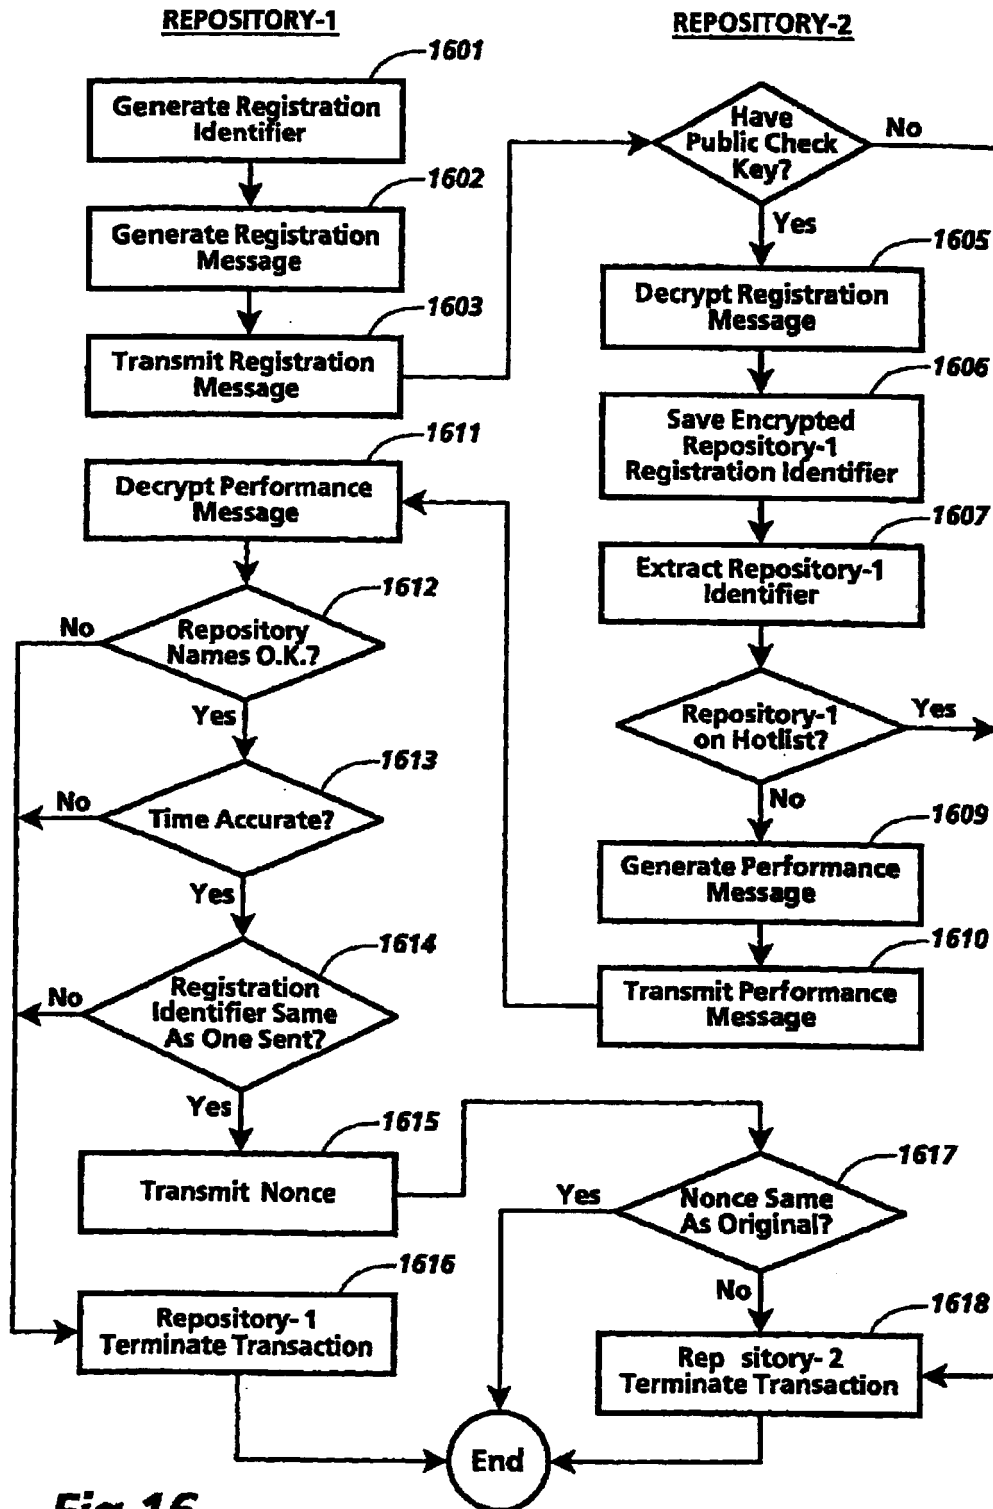 REPOSITORY-1
1601
Generate Registration
Identifier
1602
Generate Registration
Message
1603
Transmit Registration
Message
1611
Decrypt Performance
Message
1612
No
Repository
Names O.K.?
Yes
1613
No
Time Accurate?
Yes
1614
No
Registration
Identifier Same
As One Sent?
Yes
1615
Transmit Nonce
1616
Repository- 1
Terminate Transaction
REPOSITORY-2
Have
Public Check
Key?
No
Yes
1605
Decrypt Registration
Message
1606
Save Encrypted
Repository-1
Registration Identifier
1607
Extract Repository-1
Identifier
Repository-1
on Hotlist?
Yes
No
1609
Generate Performance
Message
1610
Transmit Performance
Message
1617
Yes
Nonce Same
As Original?
No
1618
Rep sitory- 2
Terminate Transaction
End
Fig.16